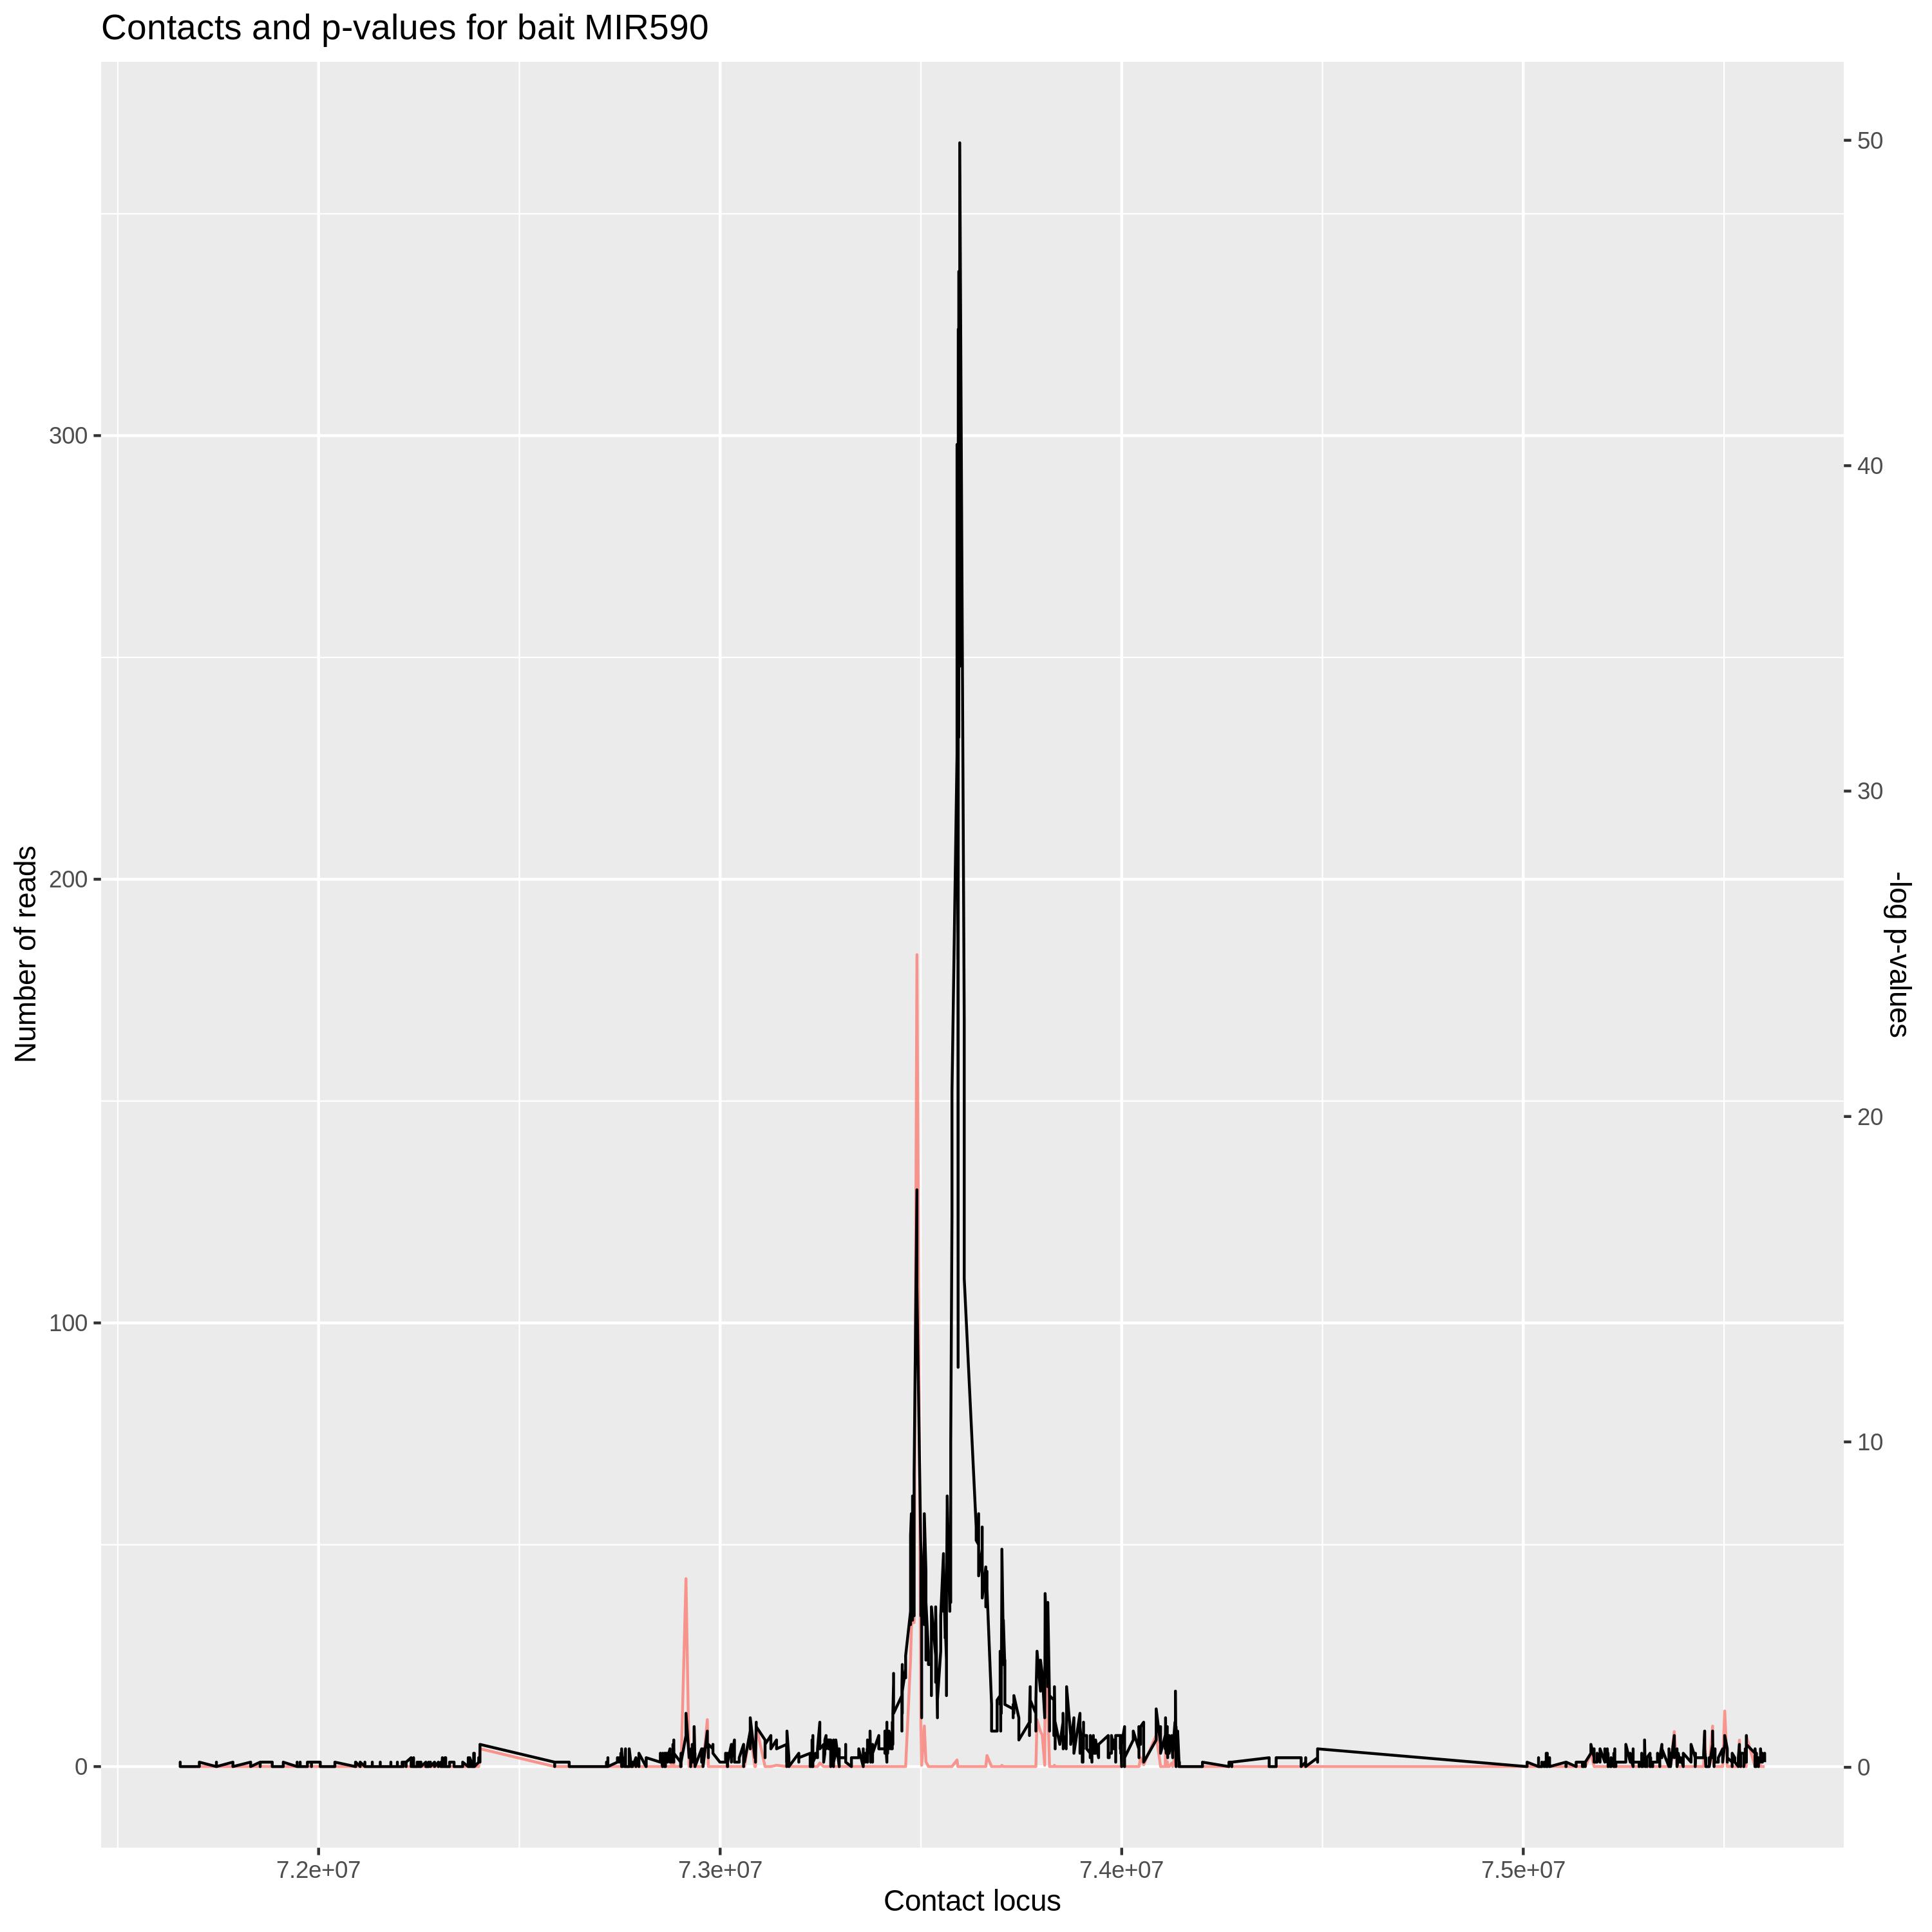 Contacts and p-values for bait MIR590
Number of reads
300
200
100
0
50
40
30
20
10
0
-log p-values
7.2e+07 7.3e+07 7.4e+07 7.5e+07
Contact locus